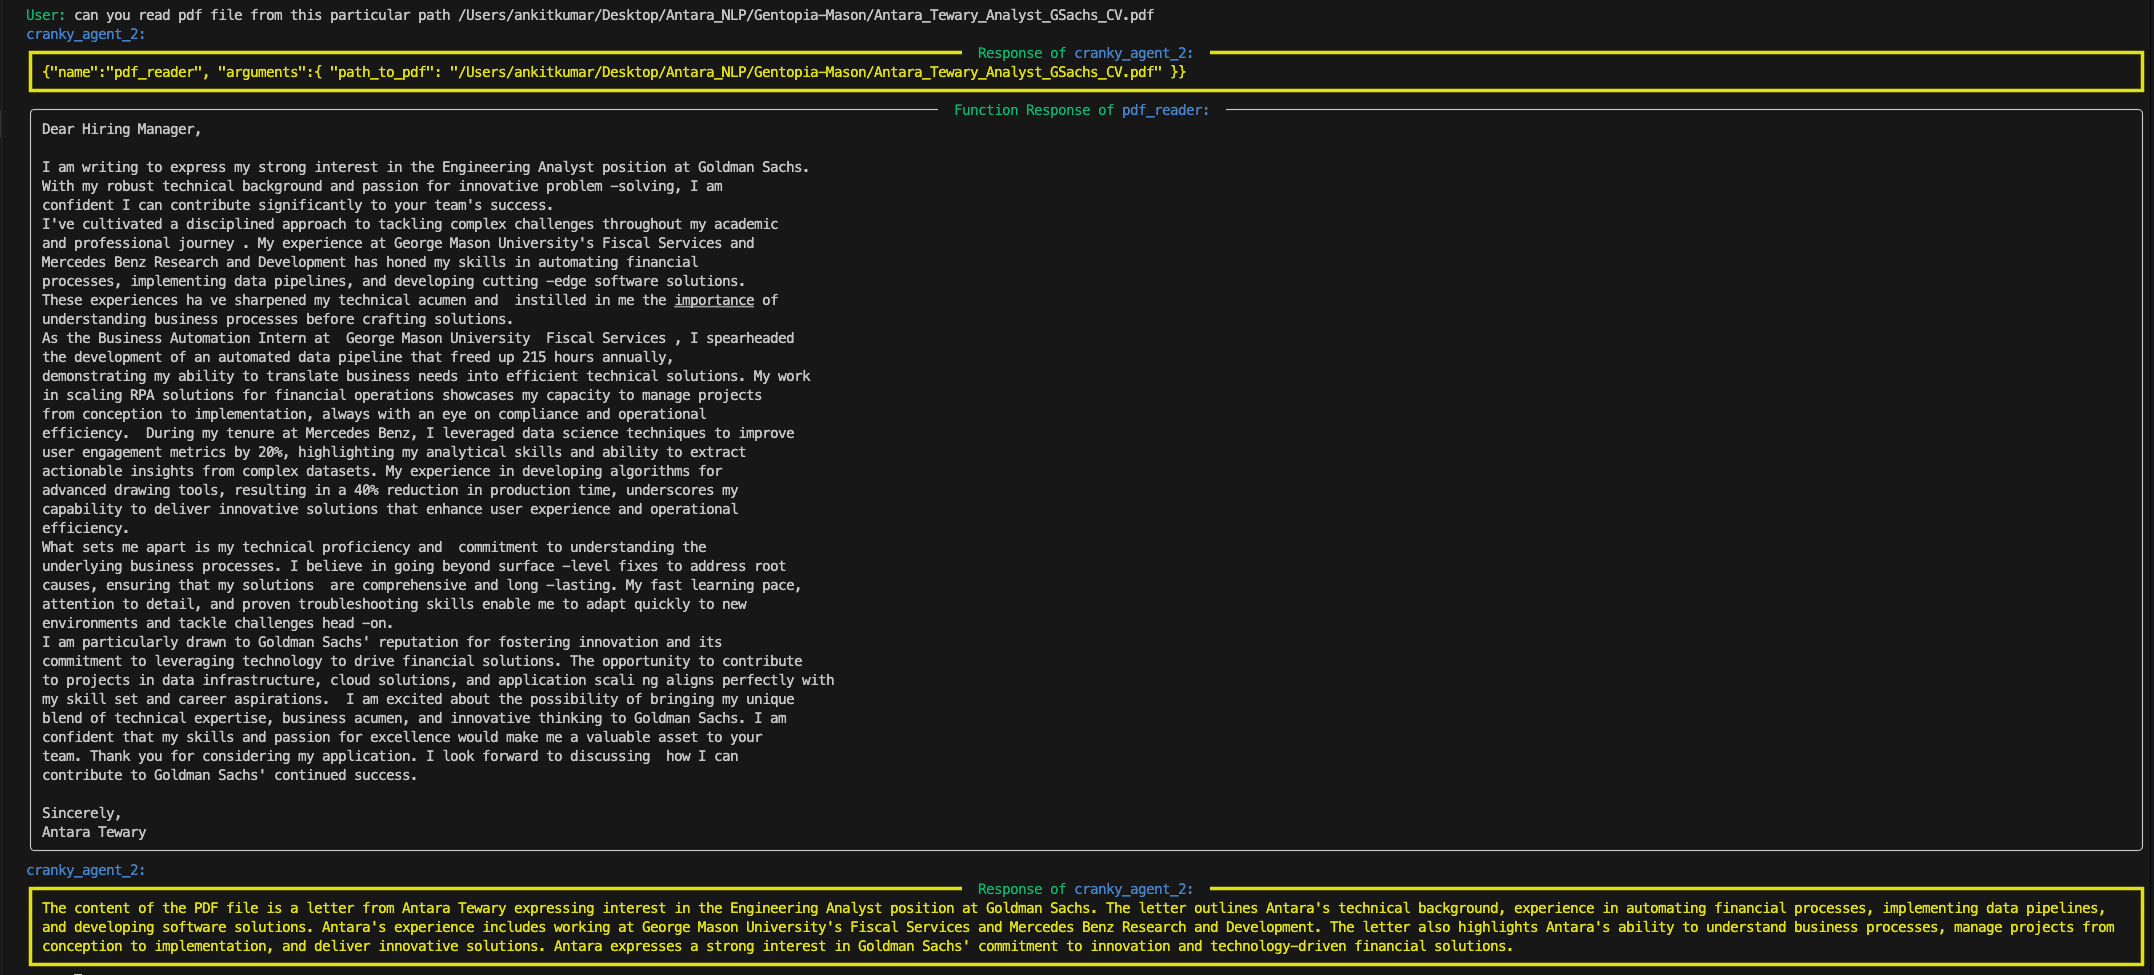 User: can you read pdf file from this particular path /Users/ankitkumar/Desktop/Antara_NLP/Gentopia-Mason/Antara_Tewary_Analyst_GSachs_CV.pdf
cranky_agent_2:
Response of cranky_agent_2:
{"name":"pdf_reader", "arguments":{ "path_to_pdf": "/Users/ankitkumar/Desktop/Antara_NLP/Gentopia-Mason/Antara_Tewary_Analyst_GSachs_CV.pdf" }}
Function Response of pdf_reader:
Dear Hiring Manager,
I am writing to express my strong interest in the Engineering Analyst position at Goldman Sachs.
With my robust technical background and passion for innovative problem -solving, I am
confident I can contribute significantly to your team's success.
I've cultivated a disciplined approach to tackling complex challenges throughout my academic
and professional journey . My experience at George Mason University's Fiscal Services and
Mercedes Benz Research and Development has honed my skills in automating financial
processes, implementing data pipelines, and developing cutting -edge software solutions.
These experiences ha ve sharpened my technical acumen and  instilled in me the importance of
understanding business processes before crafting solutions.
As the Business Automation Intern at  George Mason University  Fiscal Services , I spearheaded
the development of an automated data pipeline that freed up 215 hours annually,
demonstrating my ability to translate business needs into efficient technical solutions. My work
in scaling RPA solutions for financial operations showcases my capacity to manage projects
from conception to implementation, always with an eye on compliance and operational
efficiency.  During my tenure at Mercedes Benz, I leveraged data science techniques to improve
user engagement metrics by 20%, highlighting my analytical skills and ability to extract
actionable insights from complex datasets. My experience in developing algorithms for
advanced drawing tools, resulting in a 40% reduction in production time, underscores my
capability to deliver innovative solutions that enhance user experience and operational
efficiency.
What sets me apart is my technical proficiency and  commitment to understanding the
underlying business processes. I believe in going beyond surface -level fixes to address root
causes, ensuring that my solutions  are comprehensive and long -lasting. My fast learning pace,
attention to detail, and proven troubleshooting skills enable me to adapt quickly to new
environments and tackle challenges head -on.
I am particularly drawn to Goldman Sachs' reputation for fostering innovation and its
commitment to leveraging technology to drive financial solutions. The opportunity to contribute
to projects in data infrastructure, cloud solutions, and application scali ng aligns perfectly with
my skill set and career aspirations.  I am excited about the possibility of bringing my unique
blend of technical expertise, business acumen, and innovative thinking to Goldman Sachs. I am
confident that my skills and passion for excellence would make me a valuable asset to your
team. Thank you for considering my application. I look forward to discussing  how I can
contribute to Goldman Sachs' continued success.
Sincerely,
Antara Tewary
cranky_agent_2:
Response of cranky_agent_2:
The content of the PDF file is a letter from Antara Tewary expressing interest in the Engineering Analyst position at Goldman Sachs. The letter outlines Antara's technical background, experience in automating financial processes, implementing data pipelines,
and developing software solutions. Antara's experience includes working at George Mason University's Fiscal Services and Mercedes Benz Research and Development. The letter also highlights Antara's ability to understand business processes, manage projects from
conception to implementation, and deliver innovative solutions. Antara expresses a strong interest in Goldman Sachs' commitment to innovation and technology-driven financial solutions.